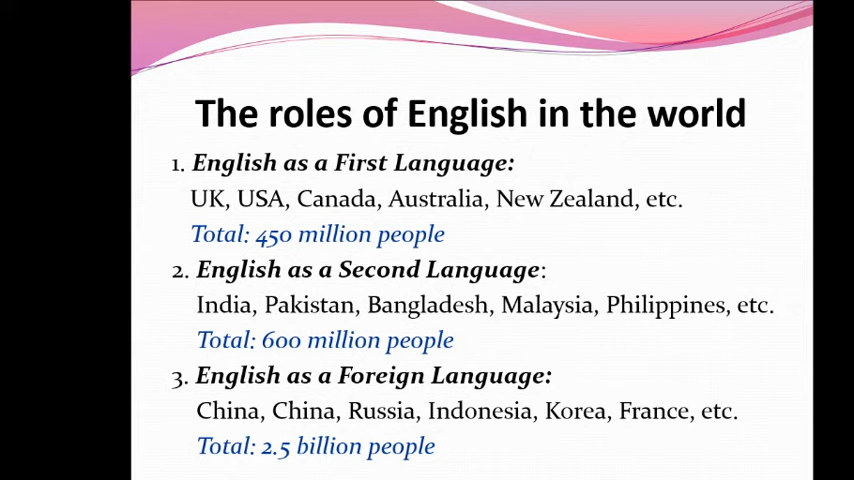 The roles of English in the world
1. English as a First Language:
UK, USA, Canada, Australia, New Zealand, etc.
Total: 450 million people
2. English as a Second Language:
India, Pakistan, Bangladesh, Malaysia, Philippines, etc.
Total: 600 million people
3. English as a Foreign Language:
China, China, Russia, Indonesia, Korea, France, etc.
Total: 2.5 billion people